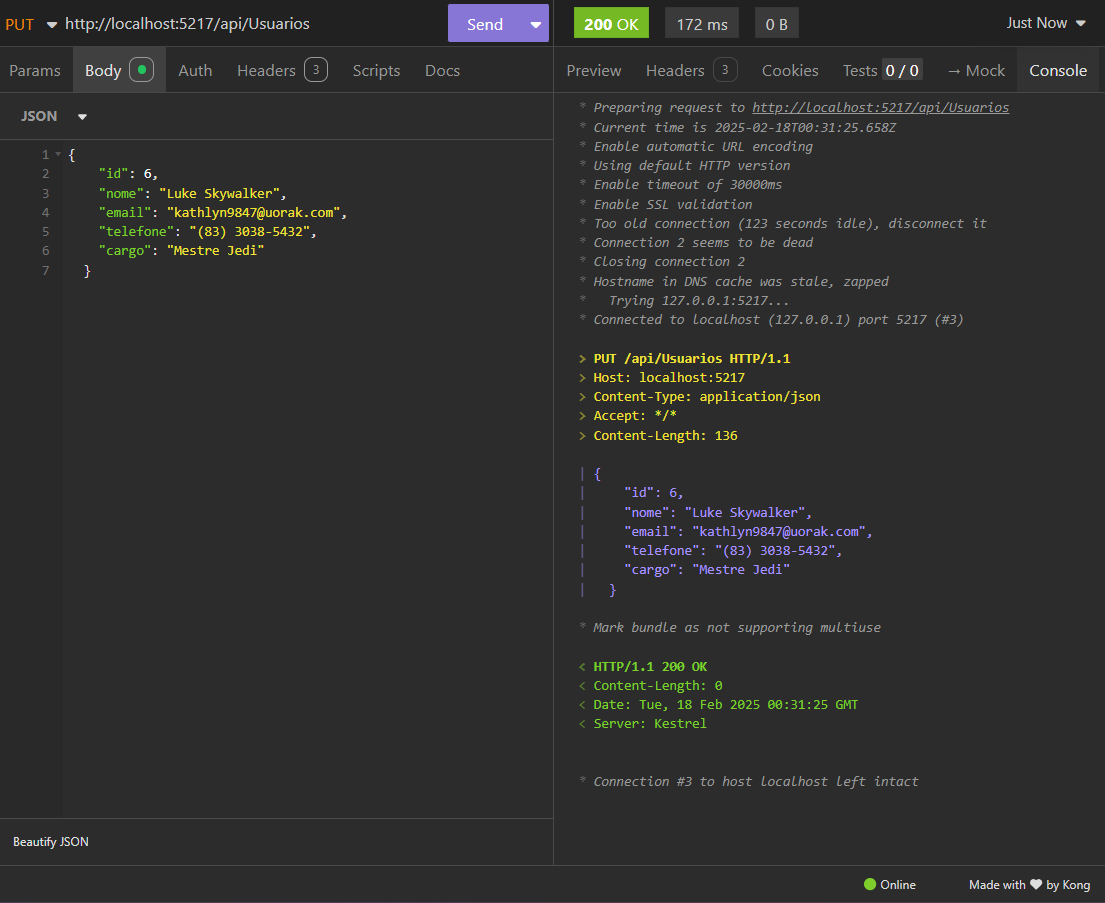 PUT http://localhost:5217/api/Usuarios Send 200 OK 172 ms 0 B Just Now
Params Body Auth Headers 3 Scripts Docs
Preview Headers 3 Cookies Tests 0 / 0 → Mock Console
JSON
1 {
2 "id": 6,
3 "nome": "Luke Skywalker",
4 "email": "kathlyn9847@uorak.com",
5 "telefone": "(83) 3038-5432",
6 "cargo": "Mestre Jedi"
7 }
Beautify JSON
* Preparing request to http://localhost:5217/api/Usuarios
* Current time is 2025-02-18T00:31:25.658Z
* Enable automatic URL encoding
* Using default HTTP version
* Enable timeout of 30000ms
* Enable SSL validation
* Too old connection (123 seconds idle), disconnect it
* Connection 2 seems to be dead
* Closing connection 2
* Hostname in DNS cache was stale, zapped
* Trying 127.0.0.1:5217...
* Connected to localhost (127.0.0.1) port 5217 (#3)
> PUT /api/Usuarios HTTP/1.1
> Host: localhost:5217
> Content-Type: application/json
> Accept: */*
> Content-Length: 136
| {
| "id": 6,
| "nome": "Luke Skywalker",
| "email": "kathlyn9847@uorak.com",
| "telefone": "(83) 3038-5432",
| "cargo": "Mestre Jedi"
| }
* Mark bundle as not supporting multiuse
< HTTP/1.1 200 OK
< Content-Length: 0
< Date: Tue, 18 Feb 2025 00:31:25 GMT
< Server: Kestrel
* Connection #3 to host localhost left intact
Online Made with ♥ by Kong